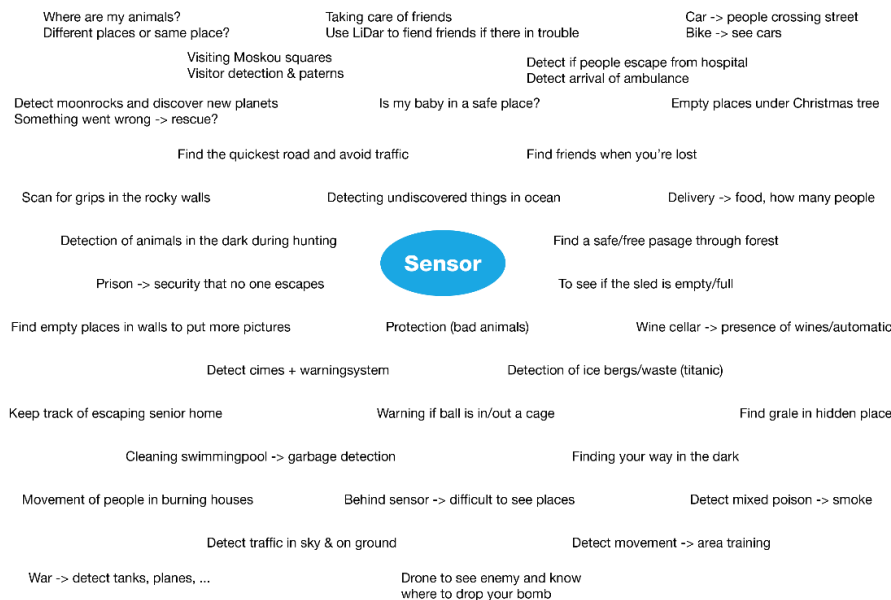 Where are my animals?
Different places or same place?
Taking care of friends
Use LiDar to fiend friends if there in trouble
Car -> people crossing street
Bike -> see cars
Visiting Moskou squares
Visitor detection & paterns
Detect if people escape from hospital
Detect arrival of ambulance
Detect moonrocks and discover new planets
Something went wrong -> rescue?
Is my baby in a safe place?
Empty places under Christmas tree
Find the quickest road and avoid traffic
Find friends when you're lost
Scan for grips in the rocky walls
Detecting undiscovered things in ocean
Delivery -> food, how many people
Detection of animals in the dark during hunting
Sensor
Find a safe/free pasage through forest
Prison -> security that no one escapes
To see if the sled is empty/full
Find empty places in walls to put more pictures
Protection (bad animals)
Wine cellar -> presence of wines/automatic
Detect cimes + warningsystem
Detection of ice bergs/waste (titanic)
Keep track of escaping senior home
Warning if ball is in/out a cage
Find grale in hidden place
Cleaning swimmingpool -> garbage detection
Finding your way in the dark
Movement of people in burning houses
Behind sensor -> difficult to see places
Detect mixed poison -> smoke
Detect traffic in sky & on ground
Detect movement -> area training
War -> detect tanks, planes, ...
Drone to see enemy and know
where to drop your bomb